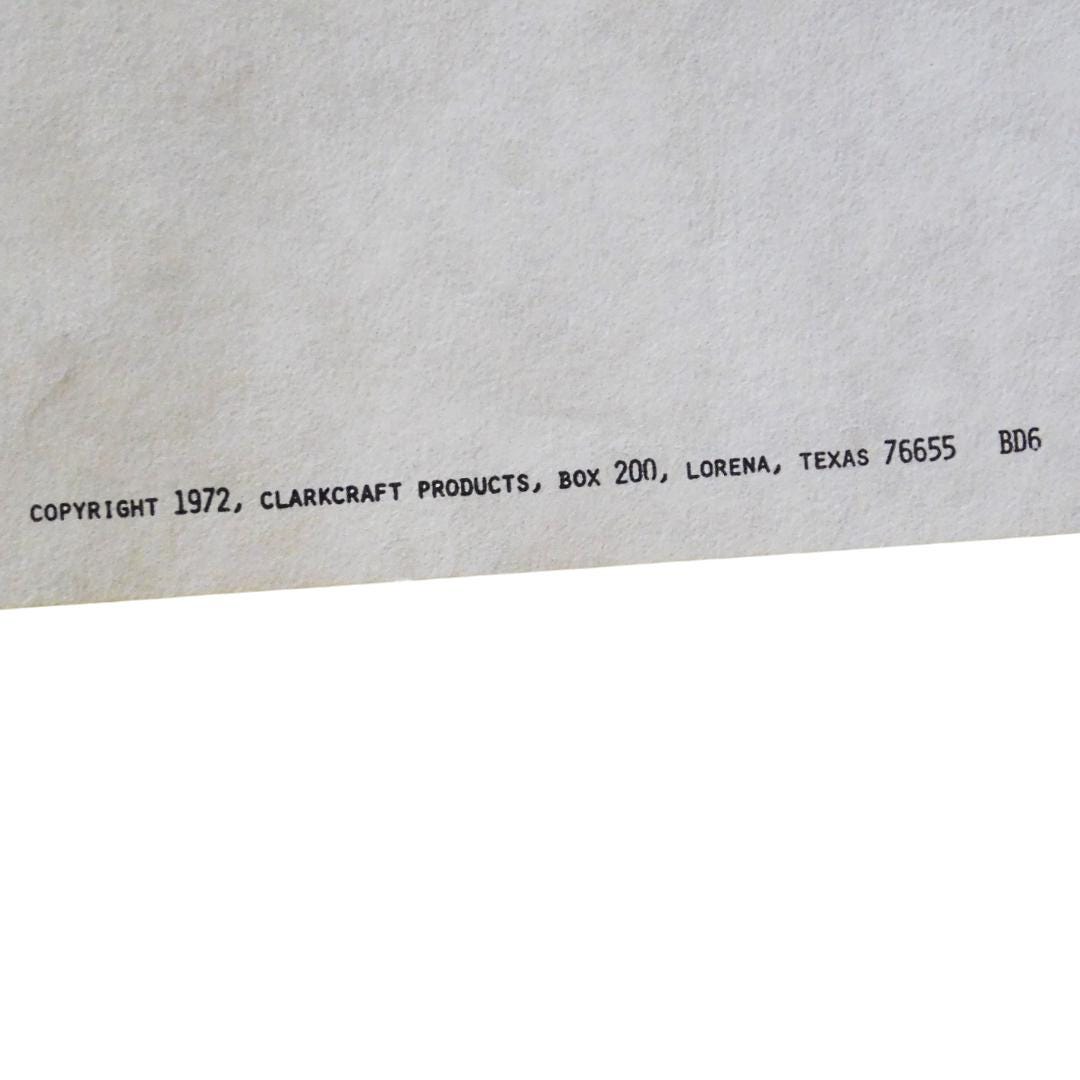 COPYRIGHT 1972, CLARKCRAFT PRODUCTS, BOX 200, LORENA, TEXAS 76655 BD6